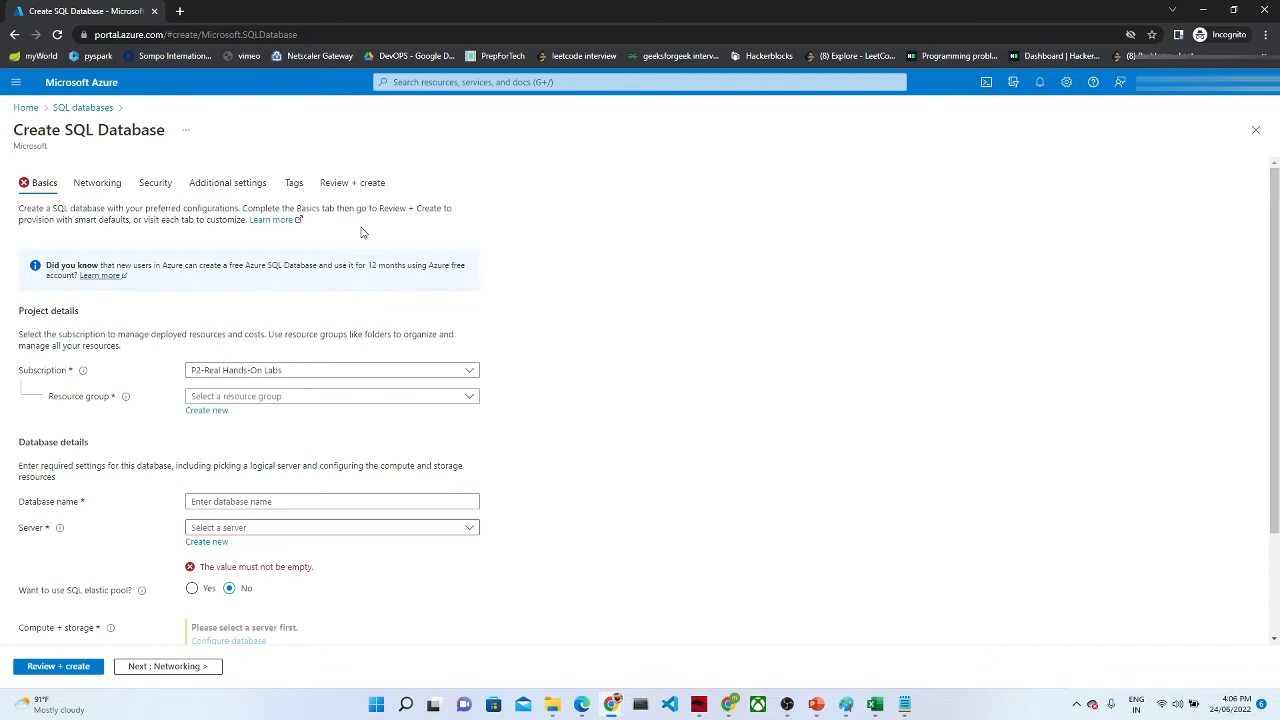 Create SQL Database - Microsoft
portal.azure.com/#create/Microsoft.SQLDatabase
Incognito
myWorld
pyspark
Sompo Internation...
vimeo
Netscaler Gateway
DevOPS - Google D...
PrepForTech
leetcode interview
geeksforgeek interv...
Hackerblocks
(8) Explore - LeetCo...
Programming probl...
Dashboard | Hacker...
Microsoft Azure
Search resources, services, and docs (G+/)
Home > SQL databases >
Create SQL Database ...
Microsoft
Basics Networking Security Additional settings Tags Review + create
Create a SQL database with your preferred configurations. Complete the Basics tab then go to Review + Create to
provision with smart defaults, or visit each tab to customize. Learn more
Did you know that new users in Azure can create a free Azure SQL Database and use it for 12 months using Azure free
account? Learn more
Project details
Select the subscription to manage deployed resources and costs. Use resource groups like folders to organize and
manage all your resources.
Subscription * P2-Real Hands-On Labs
Resource group * Select a resource group
Create new
Database details
Enter required settings for this database, including picking a logical server and configuring the compute and storage
resources
Database name * Enter database name
Server * Select a server
Create new
The value must not be empty.
Want to use SQL elastic pool? Yes No
Compute + storage * Please select a server first.
Configure database
Review + create Next : Networking >
91°F
Mostly cloudy
ENG
IN
4:06 PM
24/06/2022